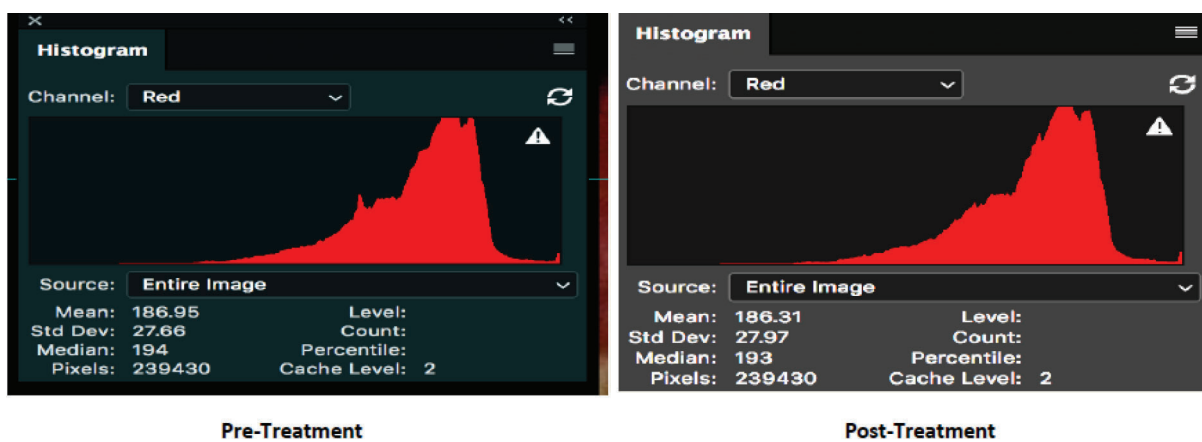 Histogram
Channel: Red
Source: Entire Image
Mean: 186.95 Level:
Std Dev: 27.66 Count:
Median: 194 Percentile:
Pixels: 239430 Cache Level: 2
Pre-Treatment
Histogram
Channel: Red
Source: Entire Image
Mean: 186.31 Level:
Std Dev: 27.97 Count:
Median: 193 Percentile:
Pixels: 239430 Cache Level: 2
Post-Treatment